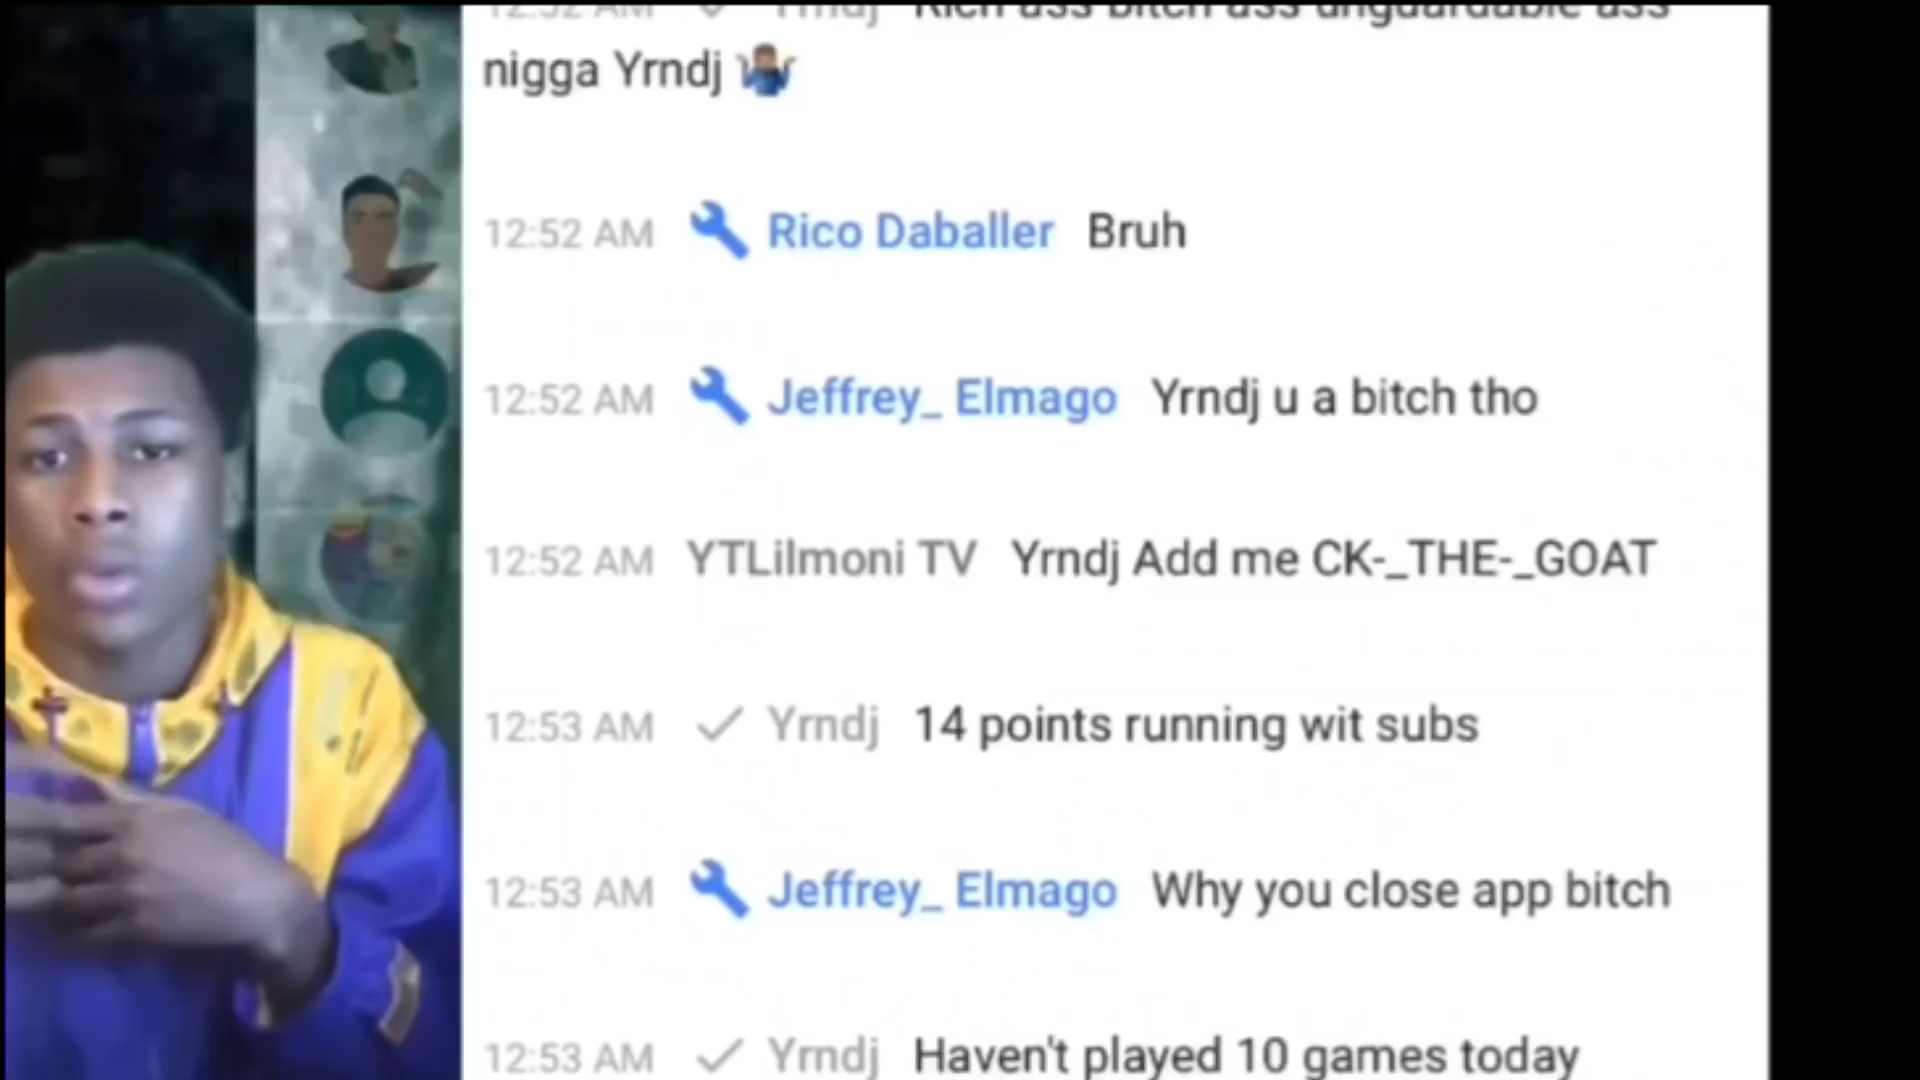 12:52 AM Yrndj Rich ass bitch ass unguardable ass
nigga Yrndj 🤷🏽‍♂️
12:52 AM Rico Daballer Bruh
12:52 AM Jeffrey_ Elmago Yrndj u a bitch tho
12:52 AM YTLilmoni TV Yrndj Add me CK-_THE-_GOAT
12:53 AM Yrndj 14 points running wit subs
12:53 AM Jeffrey_ Elmago Why you close app bitch
12:53 AM Yrndj Haven't played 10 games today